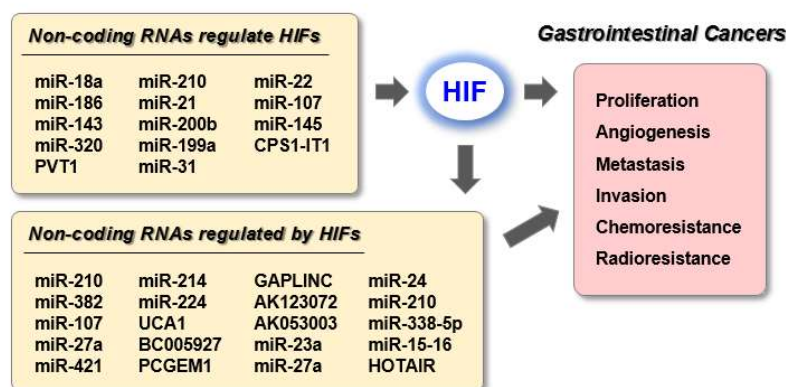 Non-coding RNAs regulate HIFs
miR-18a miR-210 miR-22
miR-186 miR-21 miR-107
miR-143 miR-200b miR-145
miR-320 miR-199a CPS1-IT1
PVT1 miR-31
HIF
Gastrointestinal Cancers
Proliferation
Angiogenesis
Metastasis
Invasion
Chemoresistance
Radioresistance
Non-coding RNAs regulated by HIFs
miR-210 miR-214 GAPLINC miR-24
miR-382 miR-224 AK123072 miR-210
miR-107 UCA1 AK053003 miR-338-5p
miR-27a BC005927 miR-23a miR-15-16
miR-421 PCGEM1 miR-27a HOTAIR